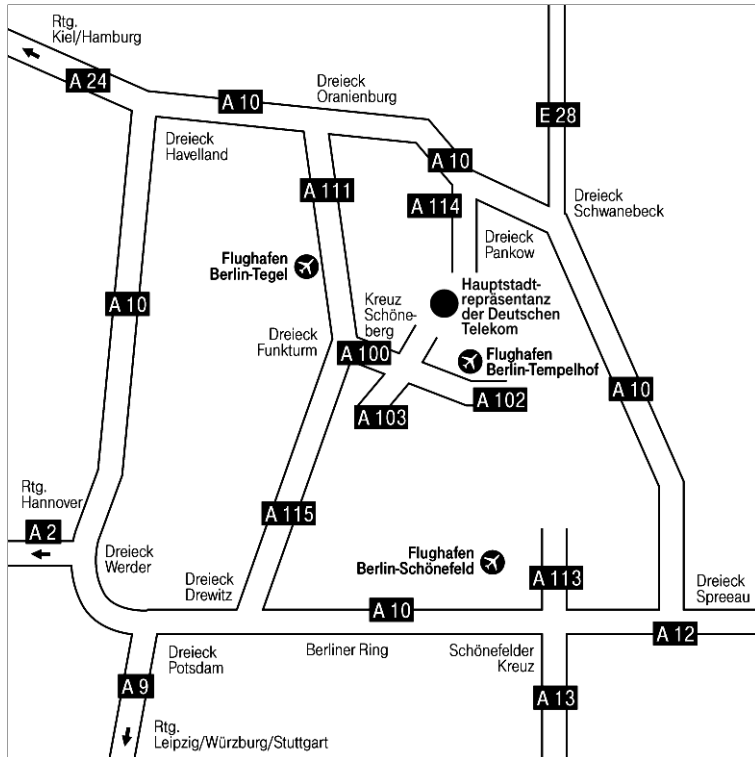 Rtg.
Kiel/Hamburg
A 24
A 10
Dreieck
Oranienburg
E 28
Dreieck
Havelland
A 10
A 111
A 114
Dreieck
Schwanebeck
Dreieck
Pankow
Flughafen
Berlin-Tegel
A 10
Kreuz
Schöne-
berg
Hauptstadt-
repräsentanz
der Deutschen
Telekom
Dreieck
Funkturm
A 100
Flughafen
Berlin-Tempelhof
A 10
A 102
A 103
Rtg.
Hannover
A 2
A 115
Dreieck
Werder
Flughafen
Berlin-Schönefeld
A 113
Dreieck
Drewitz
Dreieck
Spreeau
A 10
A 12
Dreieck
Potsdam
Berliner Ring
Schönefelder
Kreuz
A 9
A 13
Rtg.
Leipzig/Würzburg/Stuttgart